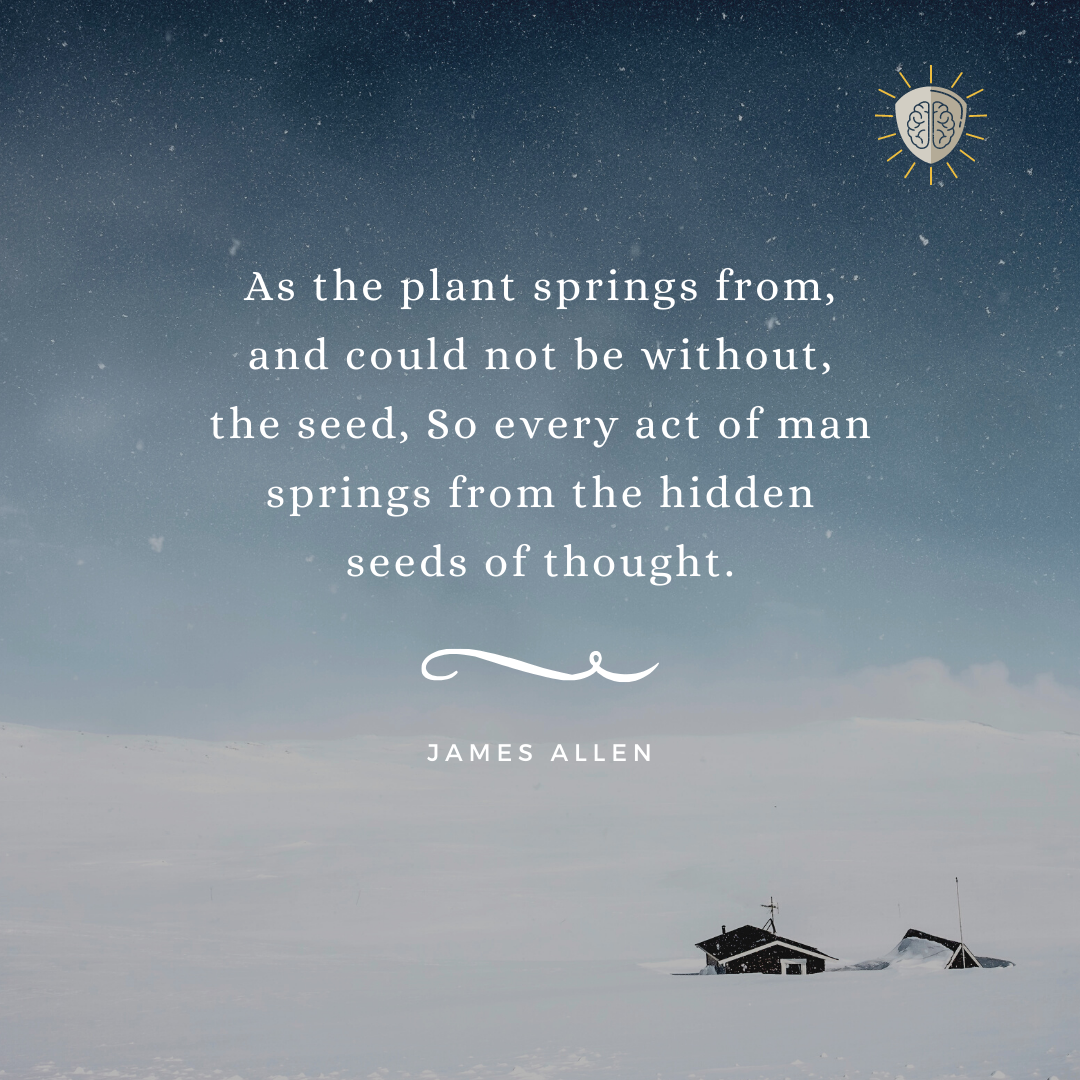 As the plant springs from,
and could not be without,
the seed, So every act of man
springs from the hidden
seeds of thought.
JAMES ALLEN